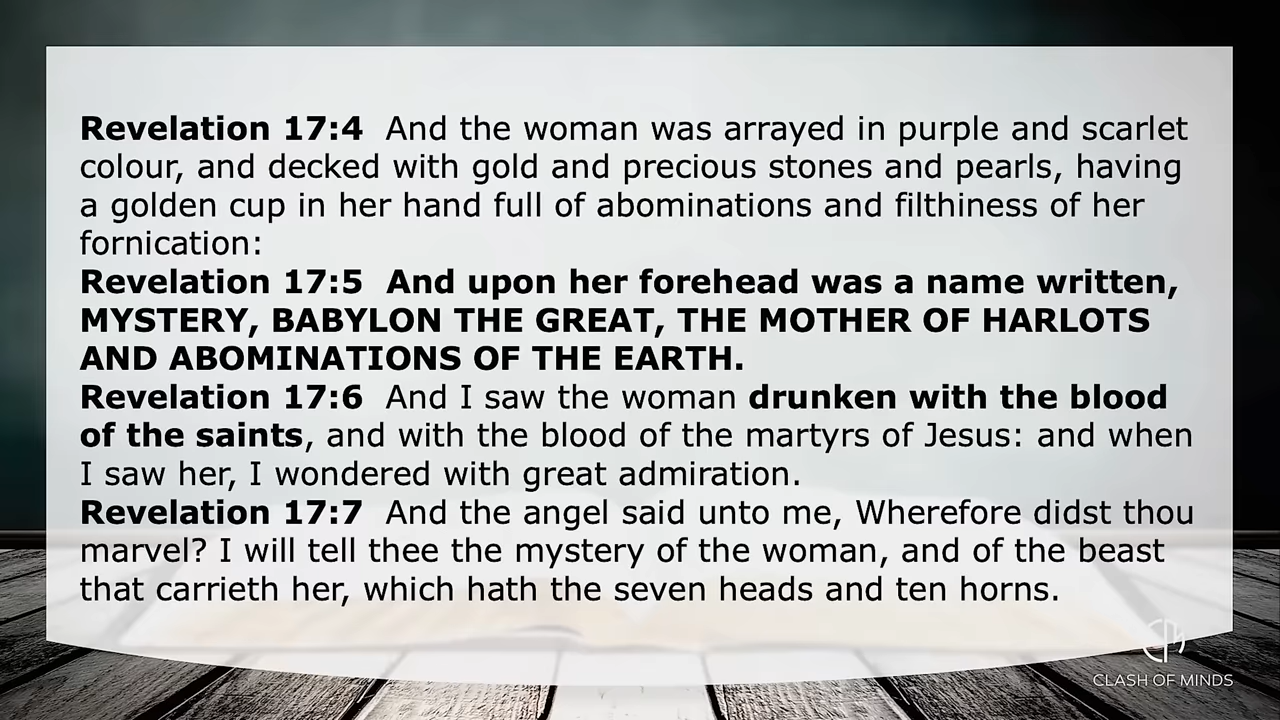 Revelation 17:4  And the woman was arrayed in purple and scarlet
colour, and decked with gold and precious stones and pearls, having
a golden cup in her hand full of abominations and filthiness of her
fornication:
Revelation 17:5  And upon her forehead was a name written,
MYSTERY, BABYLON THE GREAT, THE MOTHER OF HARLOTS
AND ABOMINATIONS OF THE EARTH.
Revelation 17:6  And I saw the woman drunken with the blood
of the saints, and with the blood of the martyrs of Jesus: and when
I saw her, I wondered with great admiration.
Revelation 17:7  And the angel said unto me, Wherefore didst thou
marvel? I will tell thee the mystery of the woman, and of the beast
that carrieth her, which hath the seven heads and ten horns.
CLASH OF MINDS